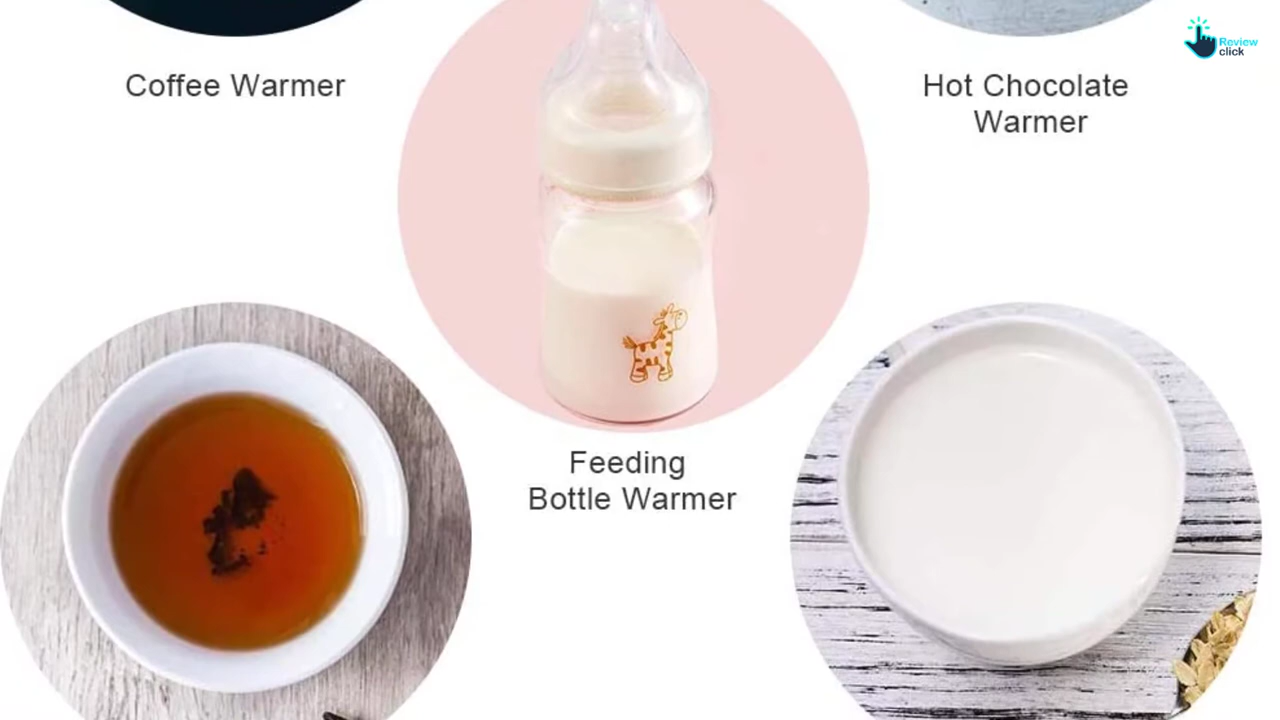 Coffee Warmer
Hot Chocolate
Warmer
Review
click
Feeding
Bottle Warmer